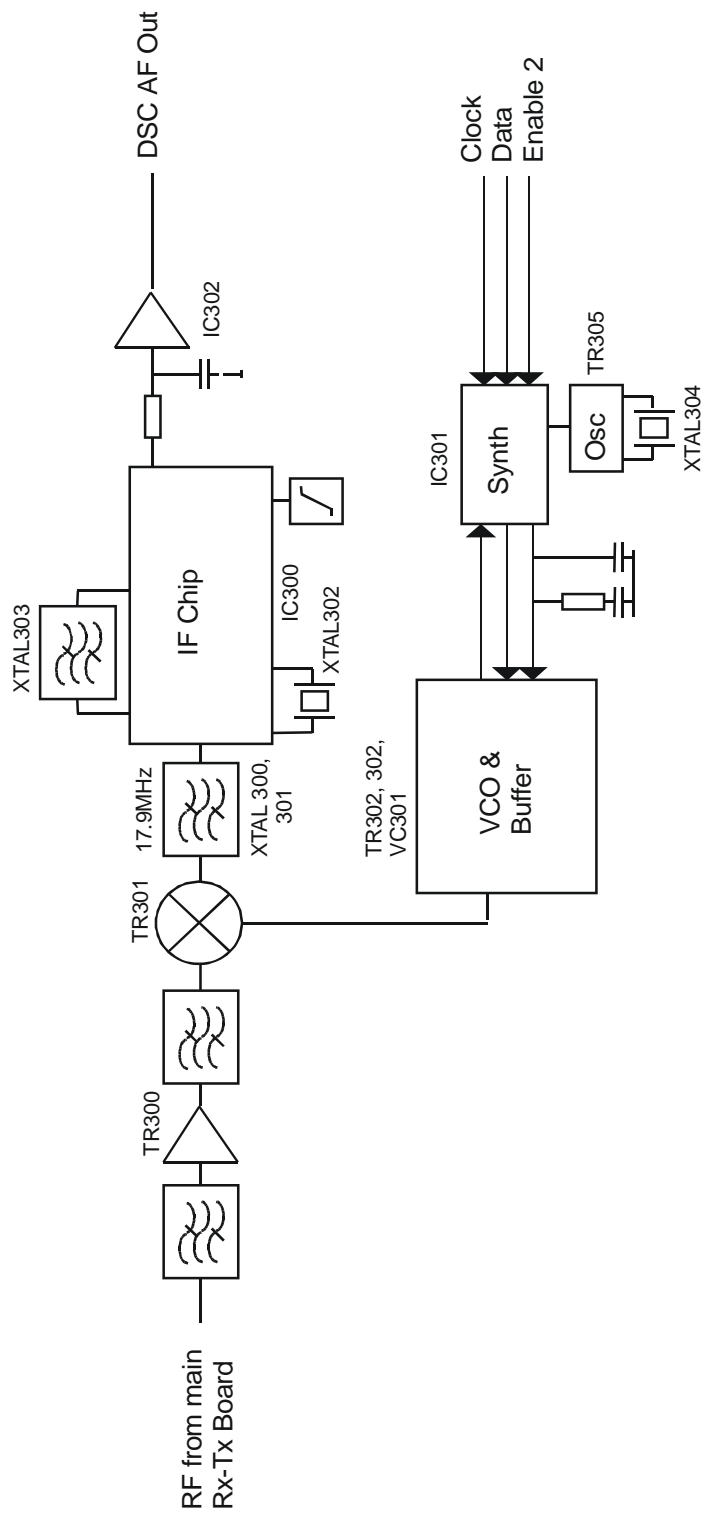 RF from main
Rx-Tx Board
TR300
TR301
17.9MHz
XTAL 300,
301
XTAL303
IF Chip
IC300
XTAL302
IC302
DSC AF Out
TR302, 302,
VC301
VCO &
Buffer
IC301
Synth
Osc
TR305
XTAL304
Clock
Data
Enable 2